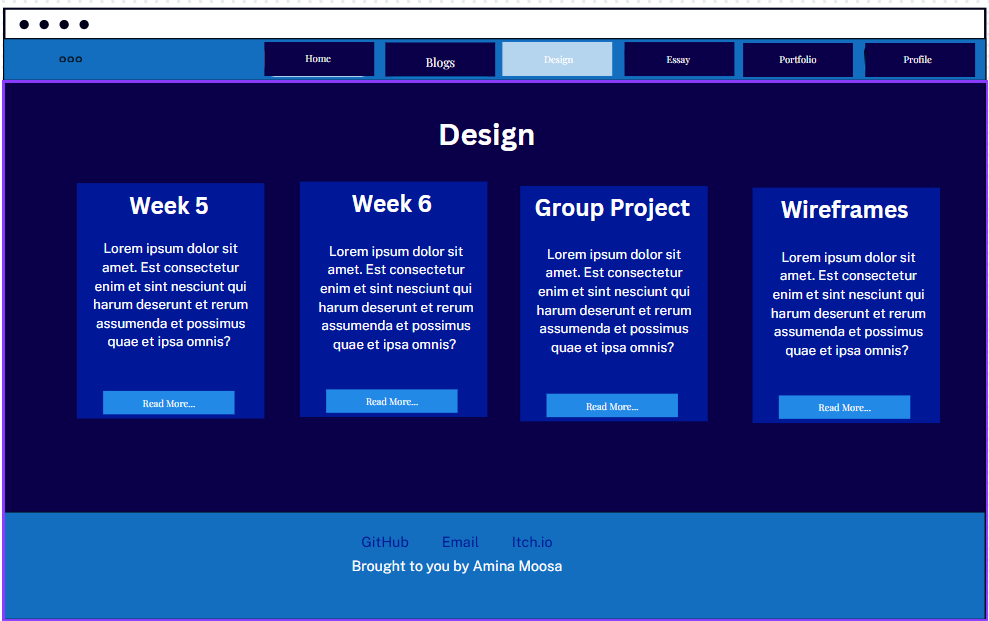 Home
Blogs
Design
Essay
Portfolio
Profile
Design
Week 5
Lorem ipsum dolor sit
amet. Est consectetur
enim et sint nesciunt qui
harum deserunt et rerum
assumenda et possimus
quae et ipsa omnis?
Read More...
Week 6
Lorem ipsum dolor sit
amet. Est consectetur
enim et sint nesciunt qui
harum deserunt et rerum
assumenda et possimus
quae et ipsa omnis?
Read More...
Group Project
Lorem ipsum dolor sit
amet. Est consectetur
enim et sint nesciunt qui
harum deserunt et rerum
assumenda et possimus
quae et ipsa omnis?
Read More...
Wireframes
Lorem ipsum dolor sit
amet. Est consectetur
enim et sint nesciunt qui
harum deserunt et rerum
assumenda et possimus
quae et ipsa omnis?
Read More...
GitHub Email Itch.io
Brought to you by Amina Moosa